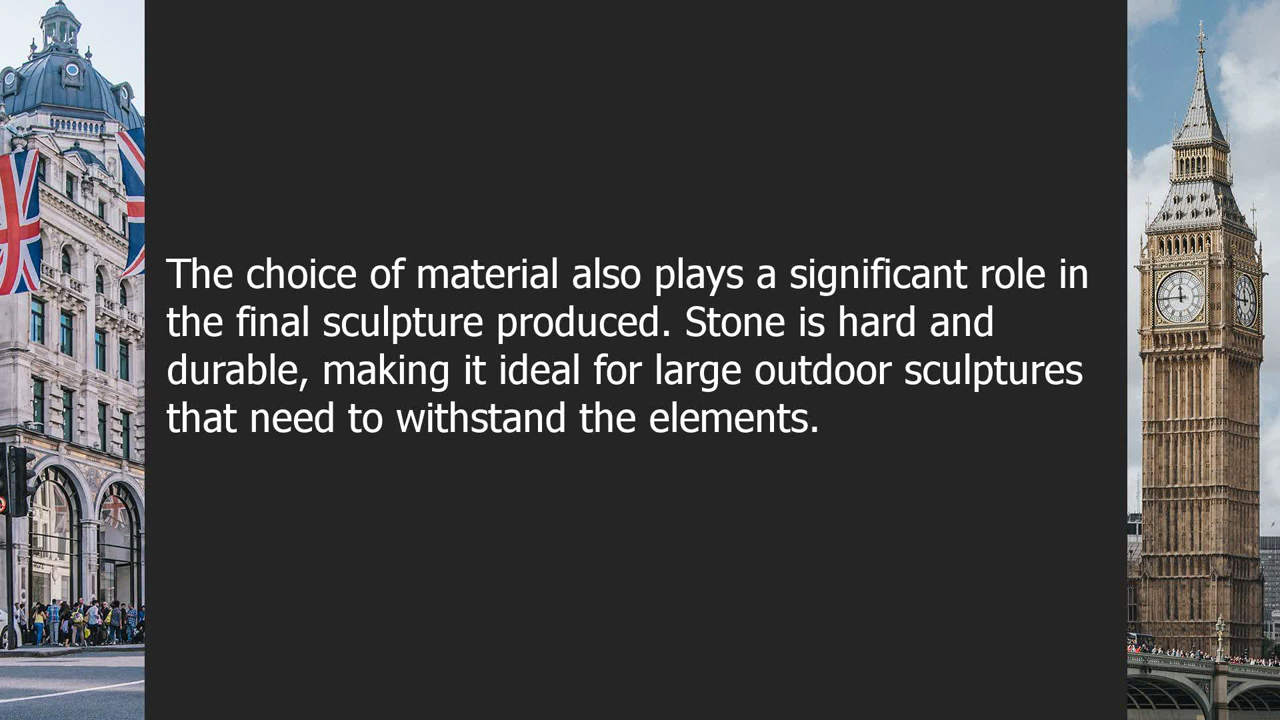 The choice of material also plays a significant role in
the final sculpture produced. Stone is hard and
durable, making it ideal for large outdoor sculptures
that need to withstand the elements.